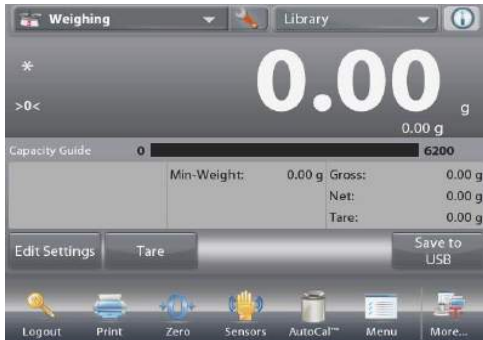 Weighing Library
*
>0<
0.00 g
0.00 g
Capacity Guide 0 6200
Min-Weight: 0.00 g Gross: 0.00 g
Net: 0.00 g
Tare: 0.00 g
Edit Settings Tare Save to
USB
Logout Print Zero Sensors AutoCal™ Menu More...